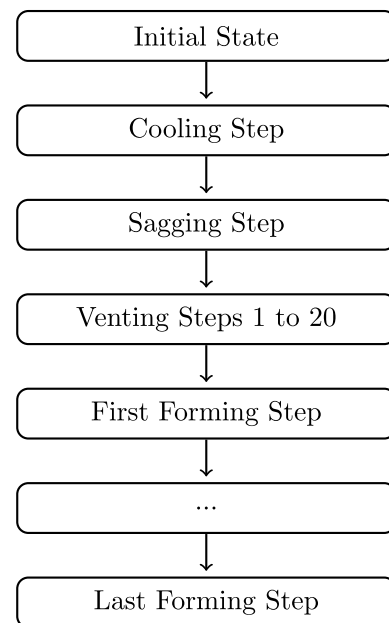 Initial State
Cooling Step
Sagging Step
Venting Steps 1 to 20
First Forming Step
...
Last Forming Step